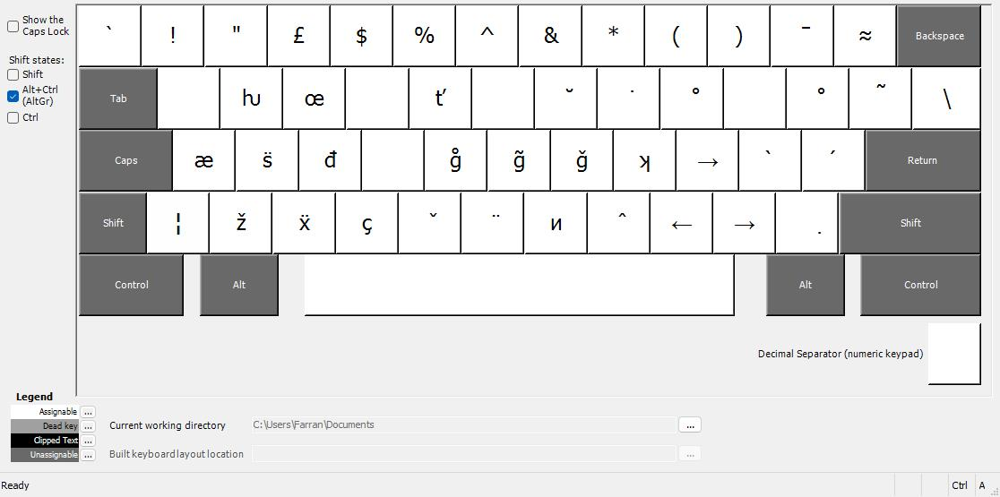 Show the
Caps Lock
Shift states:
Shift
Alt+Ctrl
(AltGr)
Ctrl
` ! " £ $ % ^ & * ( ) ¯ ≈ Backspace
Tab ƕ œ ť ˘ ˙ ° ° ˜ \
Caps æ s̈ đ g̊ g̃ ǧ ʞ → ` ´ Return
Shift ¦ ž ẍ ç ˇ ¨ и ˆ ← → . Shift
Control Alt Alt Control
Decimal Separator (numeric keypad)
Legend
Assignable ...
Dead key ...
Clipped Text ...
Unassignable ...
Current working directory C:\Users\Farran\Documents ...
Built keyboard layout location ...
Ready Ctrl A